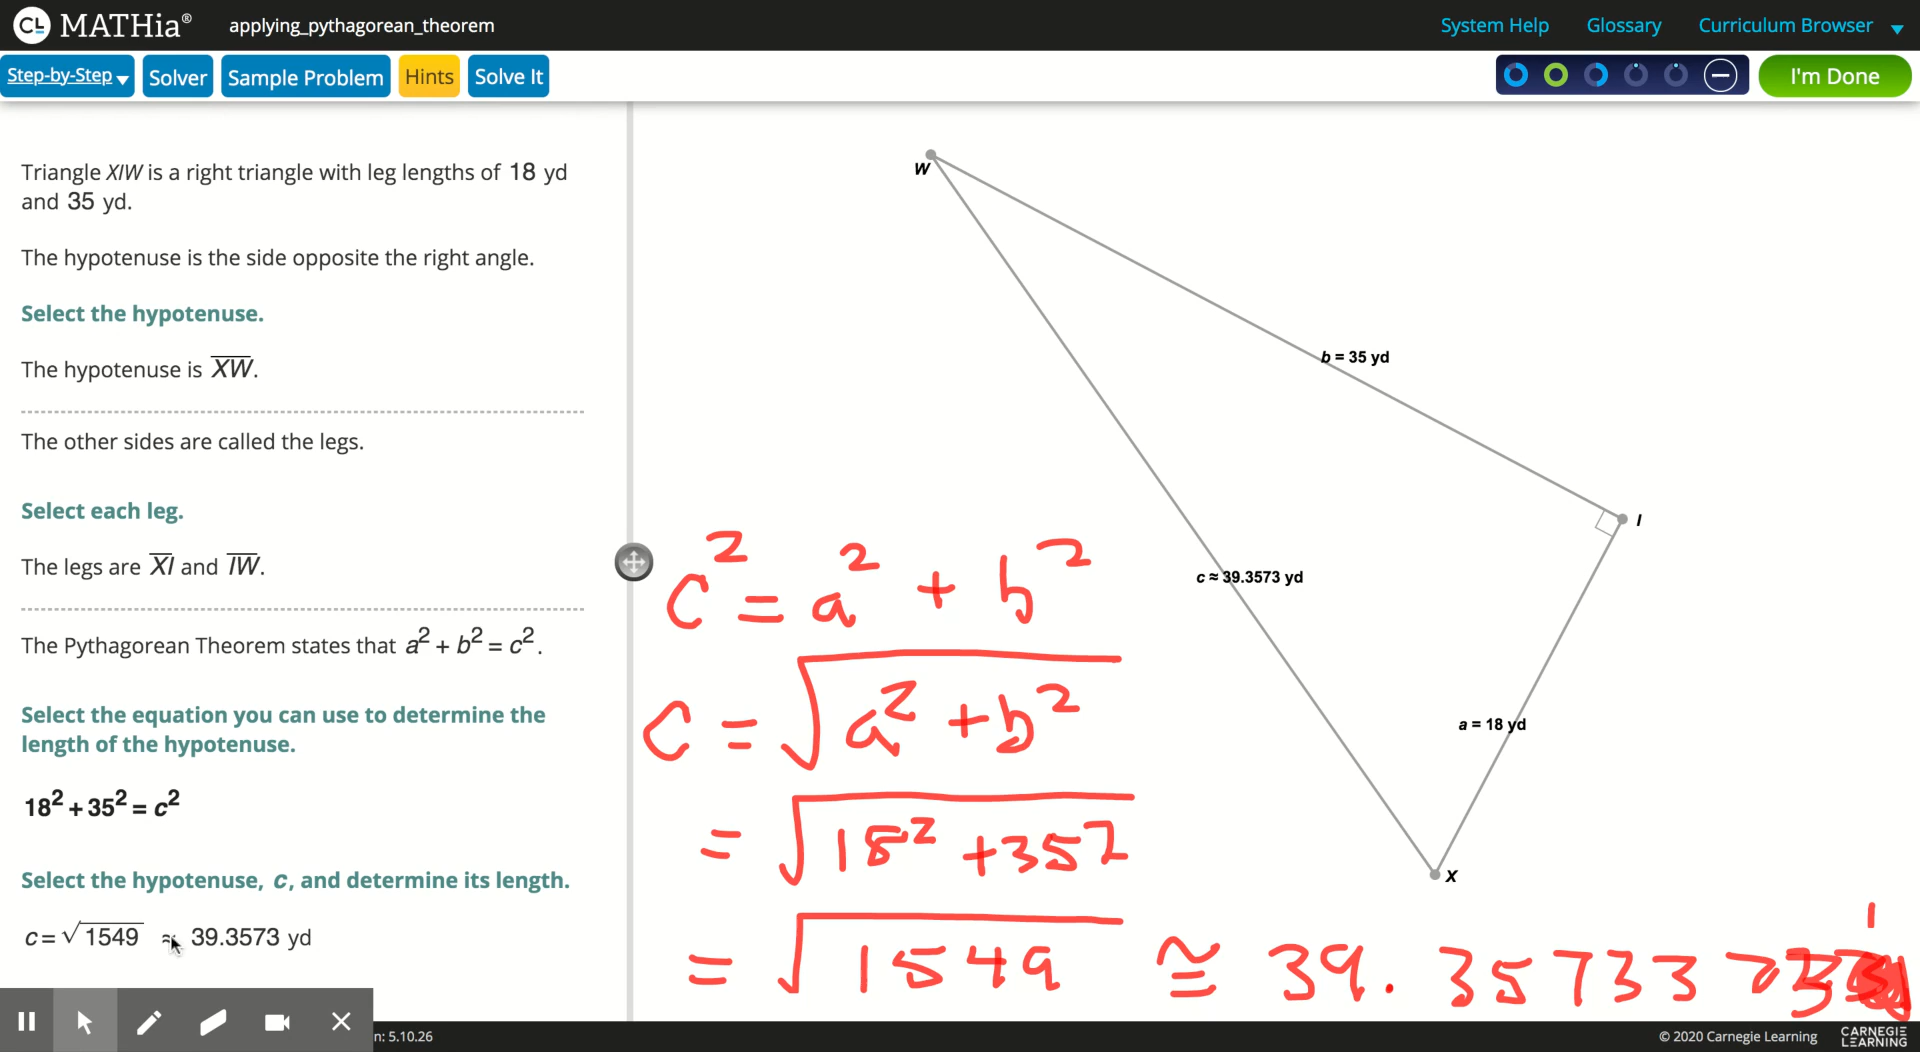 CL MATHia® applying_pythagorean_theorem System Help Glossary Curriculum Browser
Step-by-Step Solver Sample Problem Hints Solve It I'm Done
Triangle XIW is a right triangle with leg lengths of 18 yd
and 35 yd.
The hypotenuse is the side opposite the right angle.
Select the hypotenuse.
The hypotenuse is X̅W̅.
The other sides are called the legs.
Select each leg.
The legs are X̅I̅ and I̅W̅.
The Pythagorean Theorem states that a² + b² = c².
Select the equation you can use to determine the
length of the hypotenuse.
18² + 35² = c²
Select the hypotenuse, c, and determine its length.
c = √1549 ≈ 39.3573 yd
W
b = 35 yd
I
c ≈ 39.3573 yd
a = 18 yd
X
c² = a² + b²
c = √a² + b²
= √18² + 35²
= √1549 ≅ 39.35733
n: 5.10.26
© 2020 Carnegie Learning
CARNEGIE
LEARNING